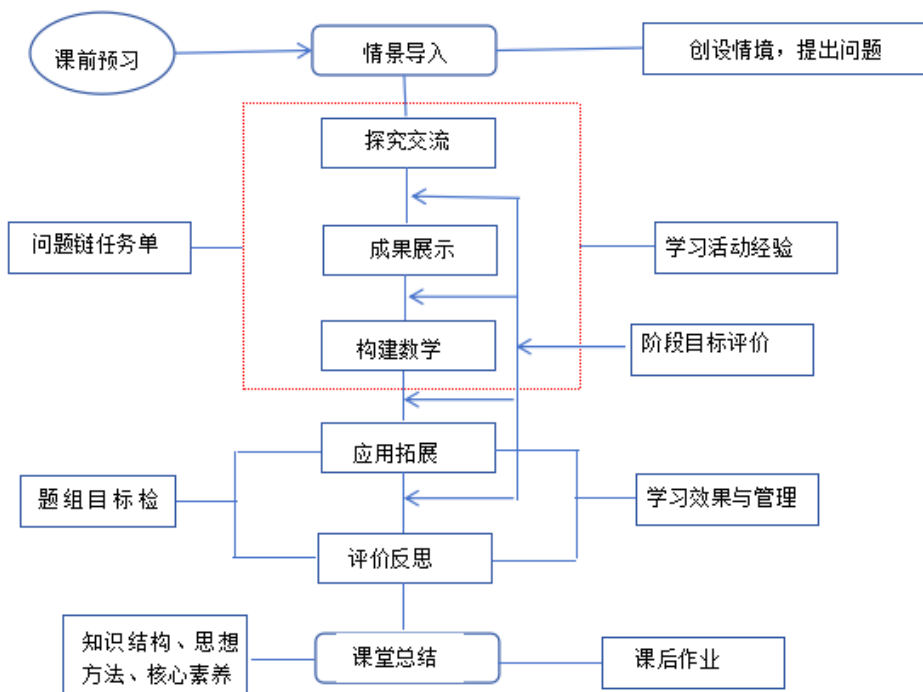 课前预习
情景导入
创设情境，提出问题
探究交流
问题链任务单
成果展示
学习活动经验
构建数学
阶段目标评价
应用拓展
题组目标检
学习效果与管理
评价反思
知识结构、思想
方法、核心素养
课堂总结
课后作业